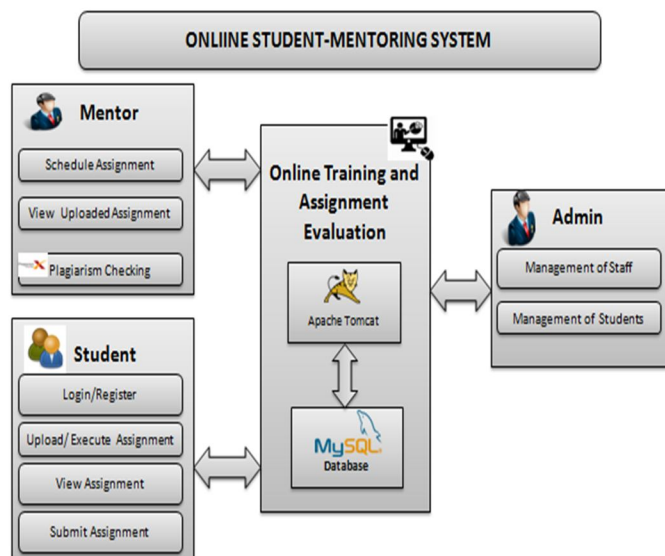 ONLIINE STUDENT-MENTORING SYSTEM
Mentor
Schedule Assignment
View Uploaded Assignment
Plagiarism Checking
Student
Login/Register
Upload/ Execute Assignment
View Assignment
Submit Assignment
Online Training and
Assignment
Evaluation
Apache Tomcat
MySQL
Database
Admin
Management of Staff
Management of Students